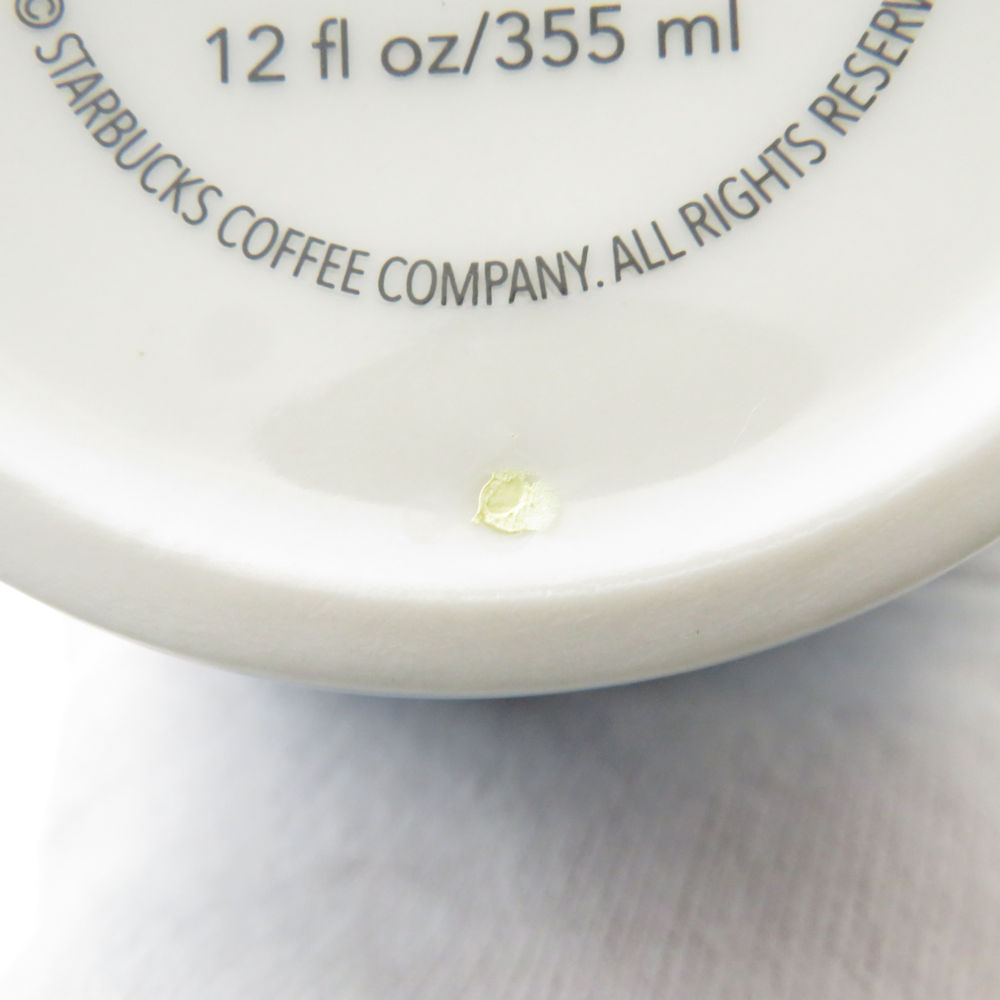 12 fl oz/355 ml
© STARBUCKS COFFEE COMPANY. ALL RIGHTS RESERV